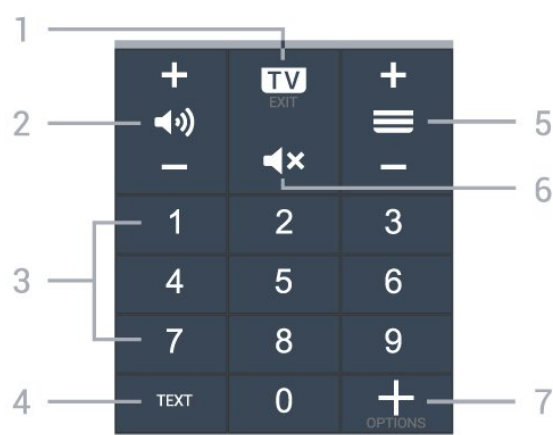 1
+ TV +
EXIT
2 5
− −
6
1 2 3
3
4 5 6
7 8 9
4 TEXT 0 + 7
OPTIONS